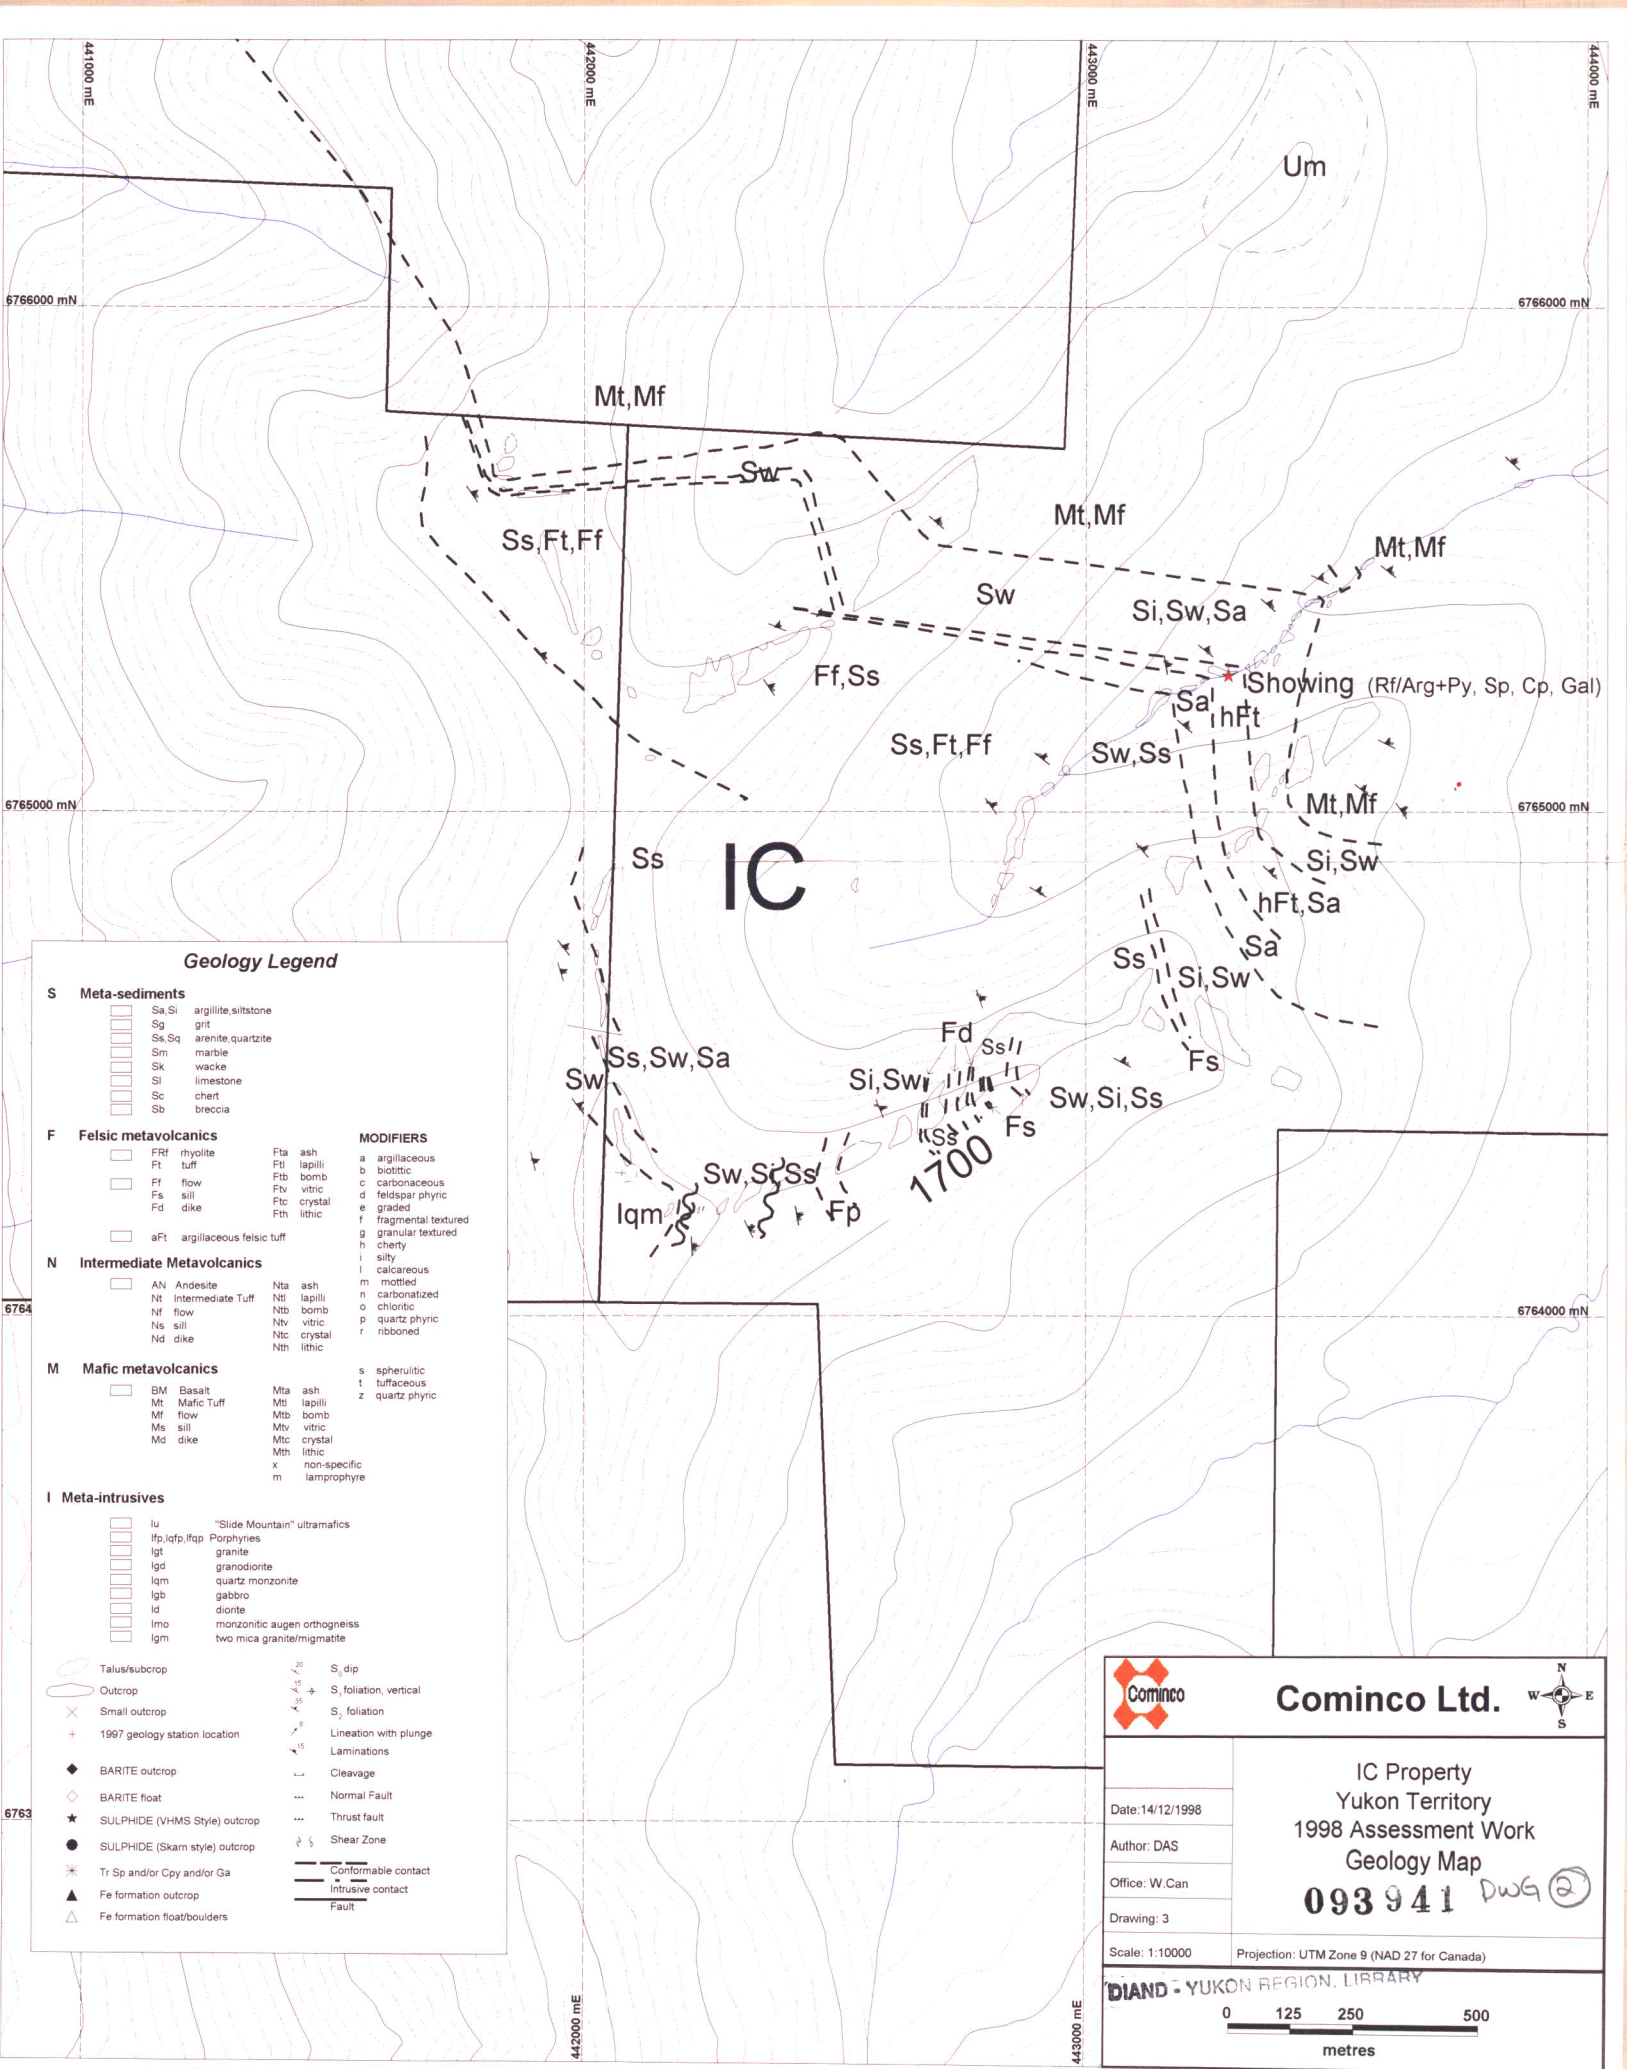 441000 mE
442000 mE
443000 mE
444000 mE
Um
6766000 mN
6766000 mN
Mt,Mf
Sw
Mt,Mf
Ss,Ft,Ff
Mt,Mf
Sw
Si,Sw,Sa
Ff,Ss
Showing (Rf/Arg+Py, Sp, Cp, Gal)
Sa
hFt
Ss,Ft,Ff
Sw,Ss
6765000 mN
Mt,Mf
6765000 mN
Ss
IC
Si,Sw
hFt,Sa
Sa
Ss
Si,Sw
Fd
Ss
Fs
Ss,Sw,Sa
Sw
Si,Sw
Sw,Si,Ss
Fs
Ss
1700
Sw,Si,Ss
Iqm
Fp
6764
6764000 mN
6763
442000 mE
443000 mE
Geology Legend
S Meta-sediments
Sa,Si argillite,siltstone
Sg grit
Ss,Sq arenite,quartzite
Sm marble
Sk wacke
Sl limestone
Sc chert
Sb breccia
F Felsic metavolcanics
FRf rhyolite
Ft tuff
Ff flow
Fs sill
Fd dike
aFt argillaceous felsic tuff
Fta ash
Ftl lapilli
Ftb bomb
Ftv vitric
Ftc crystal
Fth lithic
MODIFIERS
a argillaceous
b biotittic
c carbonaceous
d feldspar phyric
e graded
f fragmental textured
g granular textured
h cherty
i silty
l calcareous
m mottled
n carbonatized
o chloritic
p quartz phyric
r ribboned
s spherulitic
t tuffaceous
z quartz phyric
N Intermediate Metavolcanics
AN Andesite
Nt Intermediate Tuff
Nf flow
Ns sill
Nd dike
Nta ash
Ntl lapilli
Ntb bomb
Ntv vitric
Ntc crystal
Nth lithic
M Mafic metavolcanics
BM Basalt
Mt Mafic Tuff
Mf flow
Ms sill
Md dike
Mta ash
Mtl lapilli
Mtb bomb
Mtv vitric
Mtc crystal
Mth lithic
x non-specific
m lamprophyre
I Meta-intrusives
Iu "Slide Mountain" ultramafics
Ifp,Iqfp,Ifqp Porphyries
Igt granite
Igd granodiorite
Iqm quartz monzonite
Igb gabbro
Id diorite
Imo monzonitic augen orthogneiss
Igm two mica granite/migmatite
Talus/subcrop
Outcrop
Small outcrop
1997 geology station location
BARITE outcrop
BARITE float
SULPHIDE (VHMS Style) outcrop
SULPHIDE (Skarn style) outcrop
Tr Sp and/or Cpy and/or Ga
Fe formation outcrop
Fe formation float/boulders
20 S0 dip
15 S1 foliation, vertical
35 S2 foliation
8 Lineation with plunge
15 Laminations
Cleavage
Normal Fault
Thrust fault
Shear Zone
Conformable contact
Intrusive contact
Fault
Cominco
Cominco Ltd.
N
W E
S
IC Property
Yukon Territory
1998 Assessment Work
Geology Map
093941 DWG 2
Date:14/12/1998
Author: DAS
Office: W.Can
Drawing: 3
Scale: 1:10000
Projection: UTM Zone 9 (NAD 27 for Canada)
DIAND - YUKON REGION, LIBRARY
0 125 250 500
metres